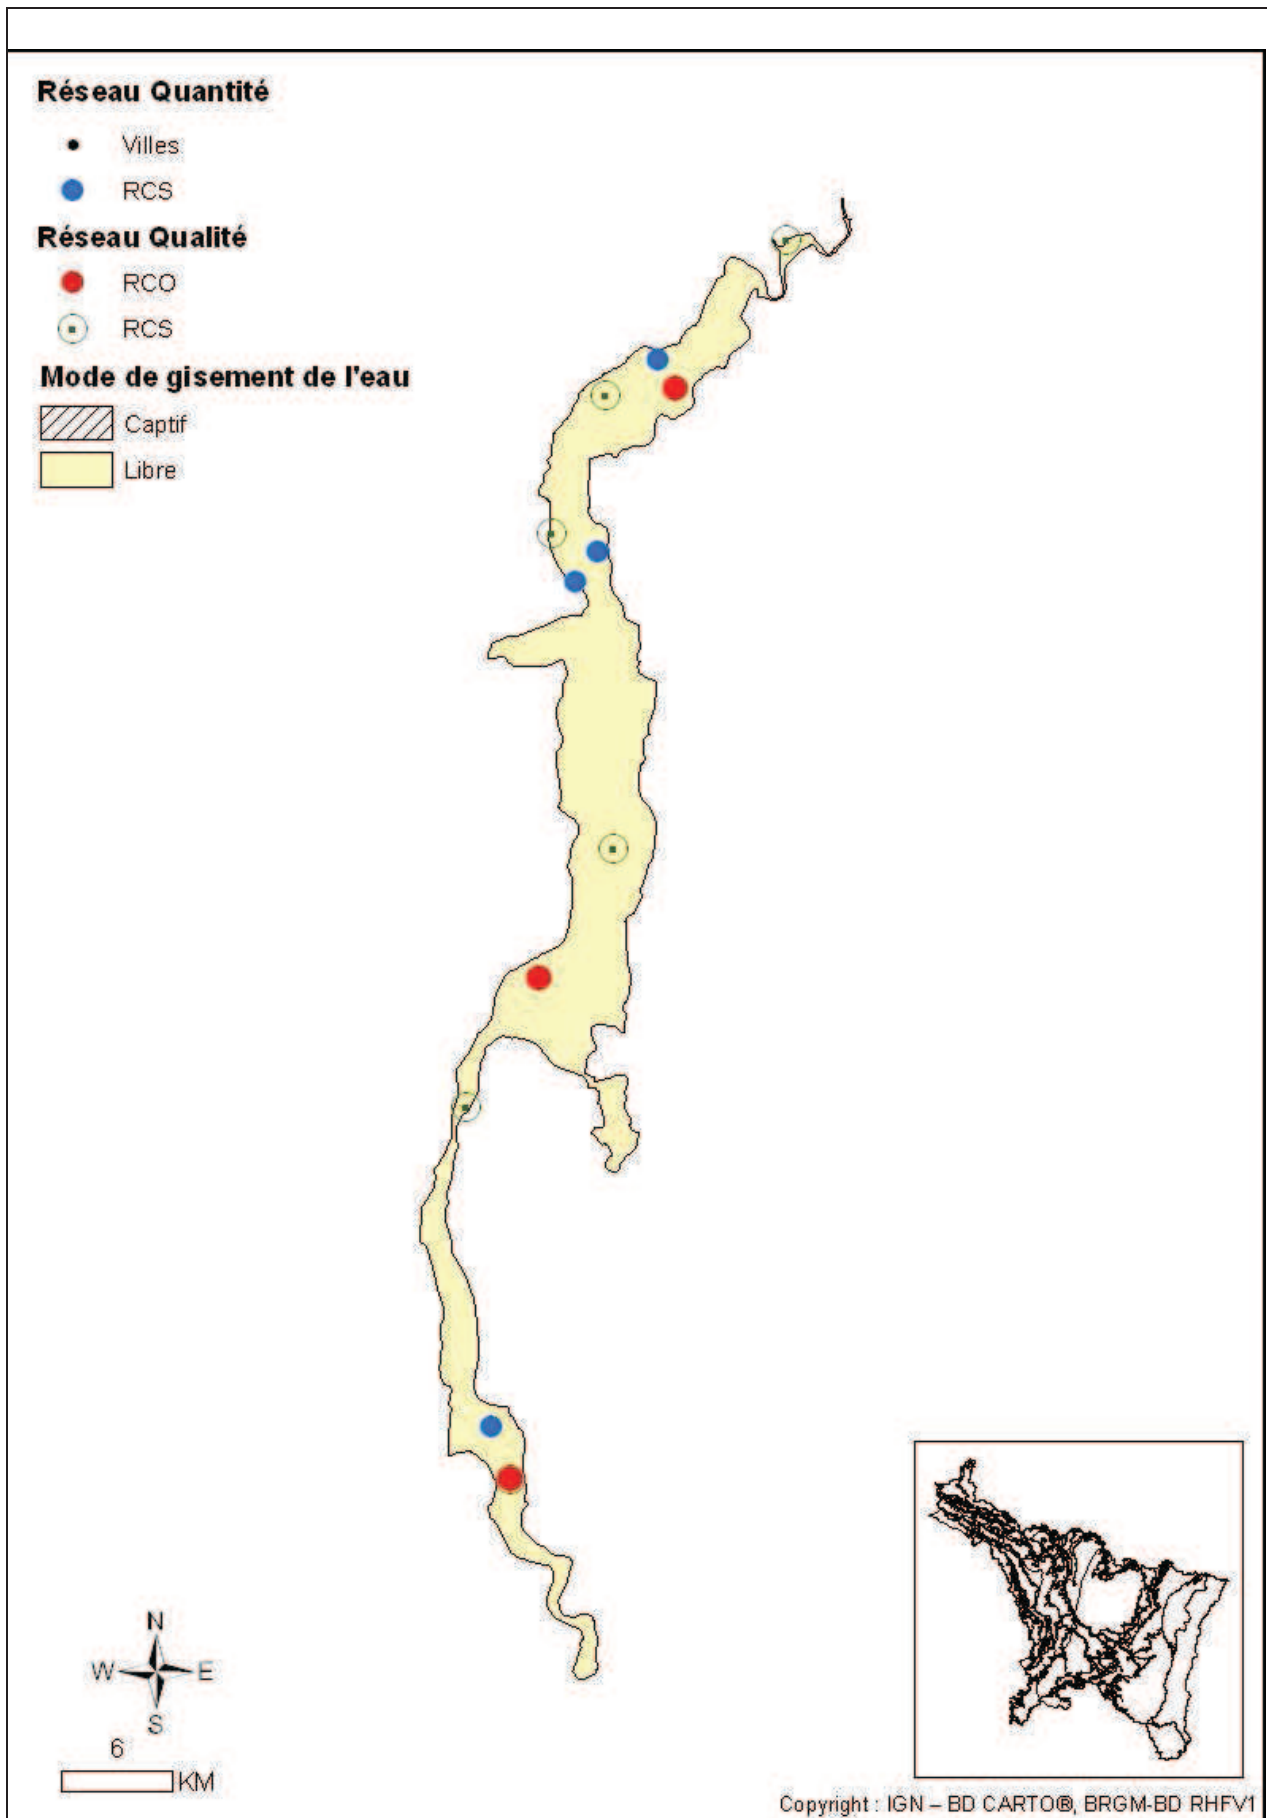 Réseau Quantité
Villes
RCS
Réseau Qualité
RCO
RCS
Mode de gisement de l'eau
Captif
Libre
N
W E
S
6
KM
Copyright : IGN – BD CARTO®, BRGM-BD RHFV1